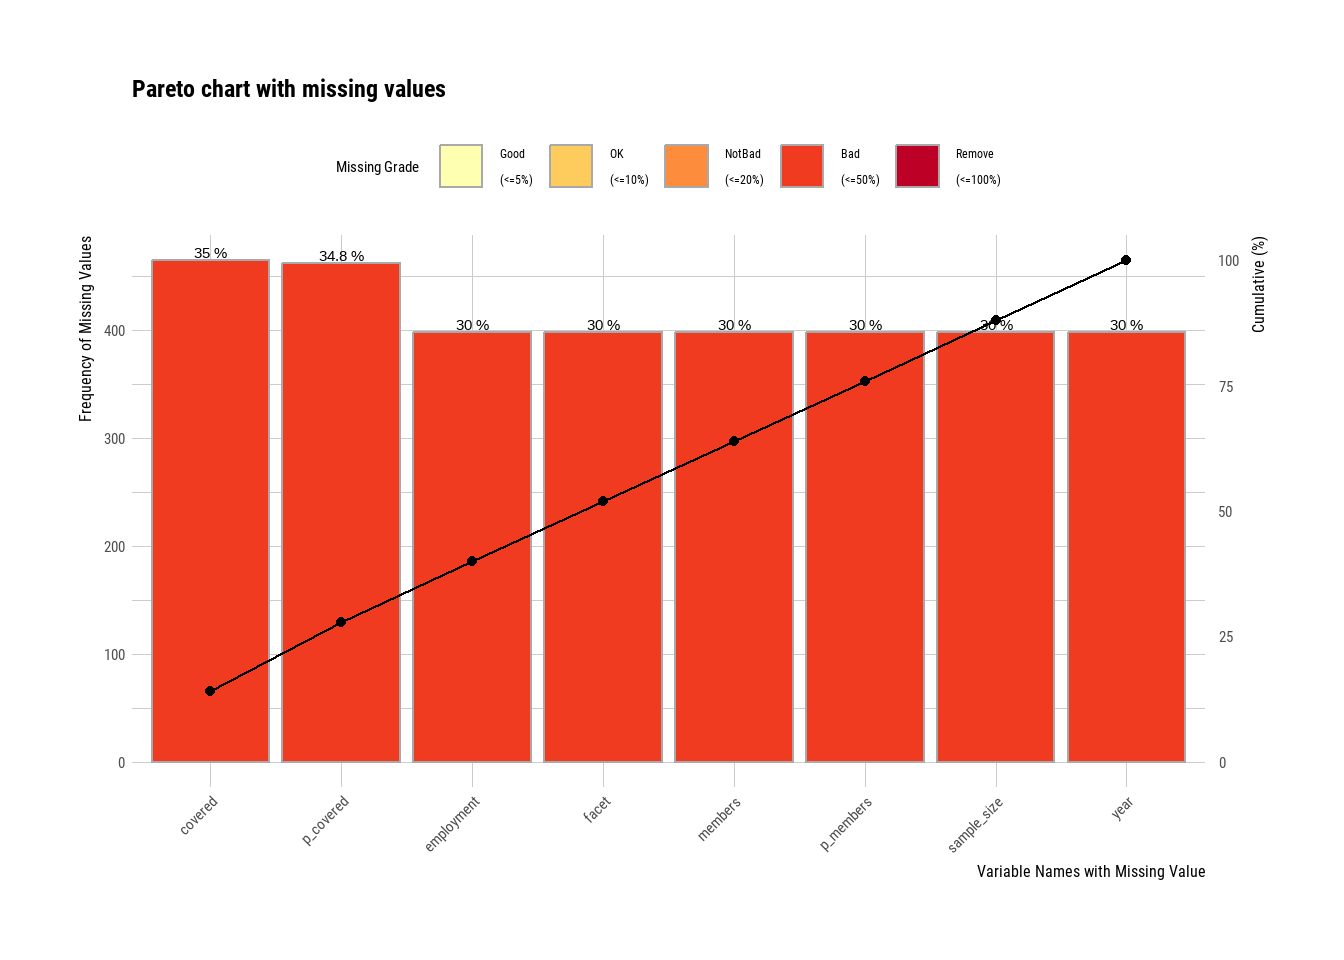 Pareto chart with missing values
Missing Grade
Good
(<=5%)
OK
(<=10%)
NotBad
(<=20%)
Bad
(<=50%)
Remove
(<=100%)
Frequency of Missing Values
Cumulative (%)
35 %
34.8 %
30 %
30 %
30 %
30 %
30 %
30 %
400
300
200
100
0
100
75
50
25
0
covered
p_covered
employment
facet
members
p_members
sample_size
year
Variable Names with Missing Value